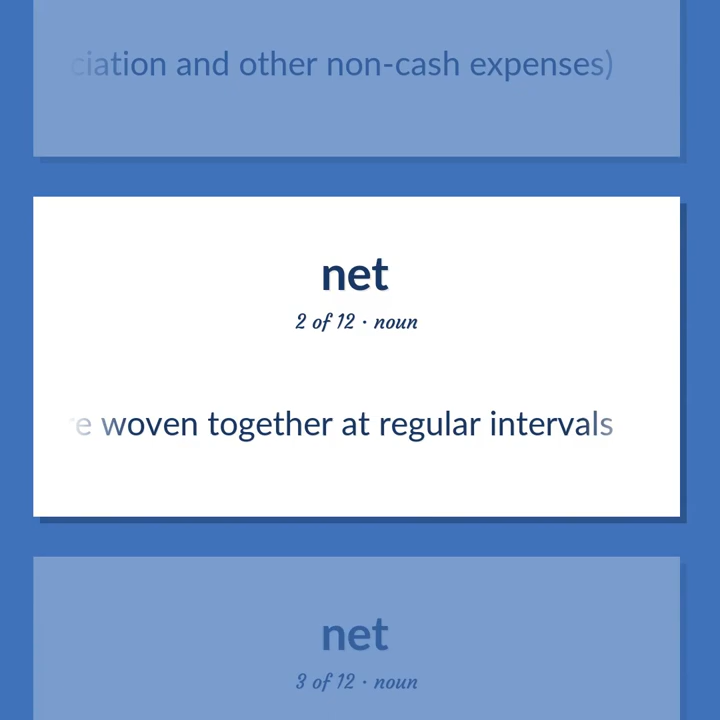 ciation and other non-cash expenses)
net
2 of 12 · noun
re woven together at regular intervals
net
3 of 12 · noun